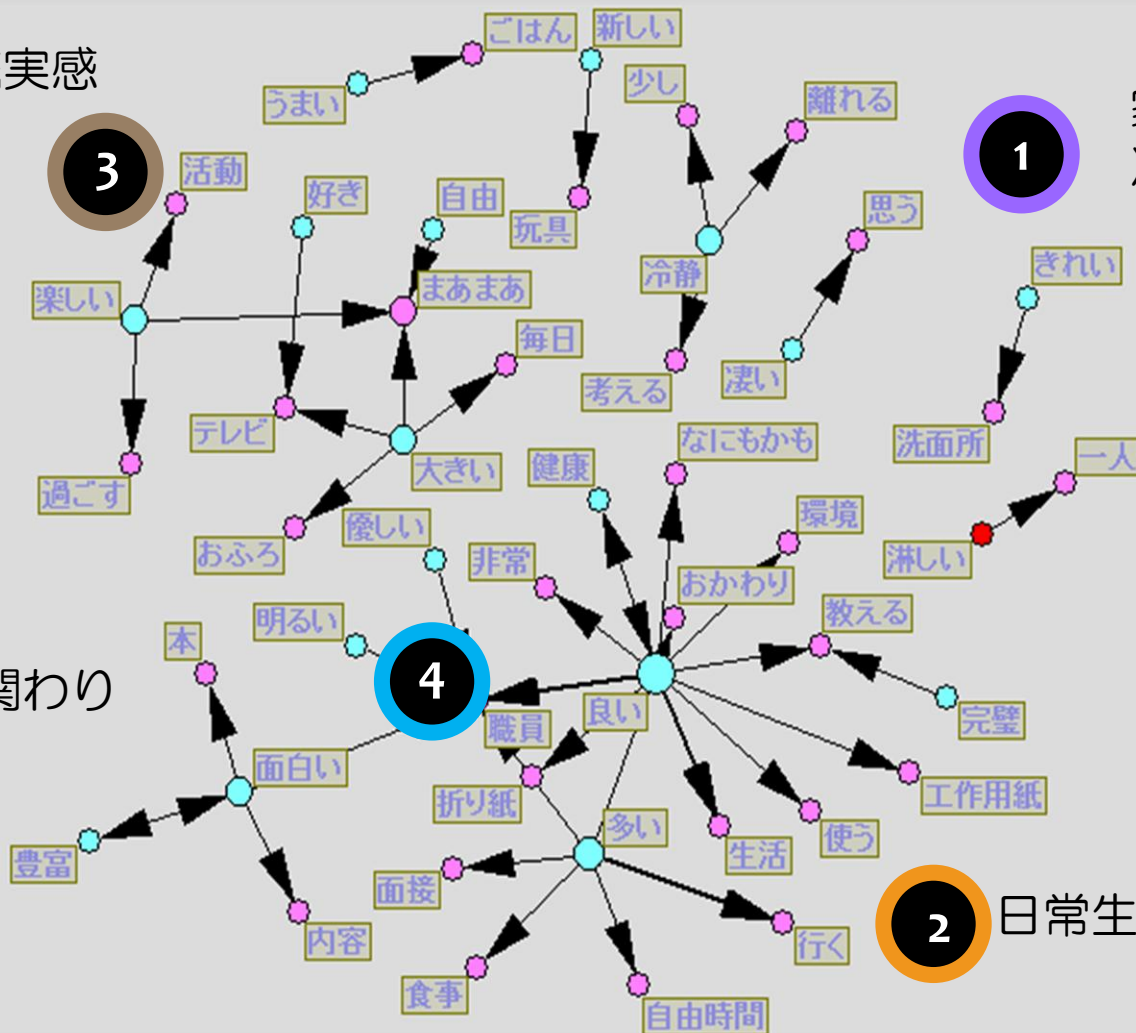 実感
3
1
2
4
日常生
関わり
ごはん
新しい
うまい
少し
離れる
活動
好き
自由
玩具
思う
冷静
きれい
楽しい
まあまあ
毎日
考える
凄い
テレビ
大きい
なにもかも
洗面所
一人
過ごす
健康
環境
おふろ
優しい
非常
おかわり
淋しい
教える
本
明るい
完璧
職員
良い
面白い
折り紙
工作用紙
多い
生活
使う
豊富
面接
内容
行く
食事
自由時間